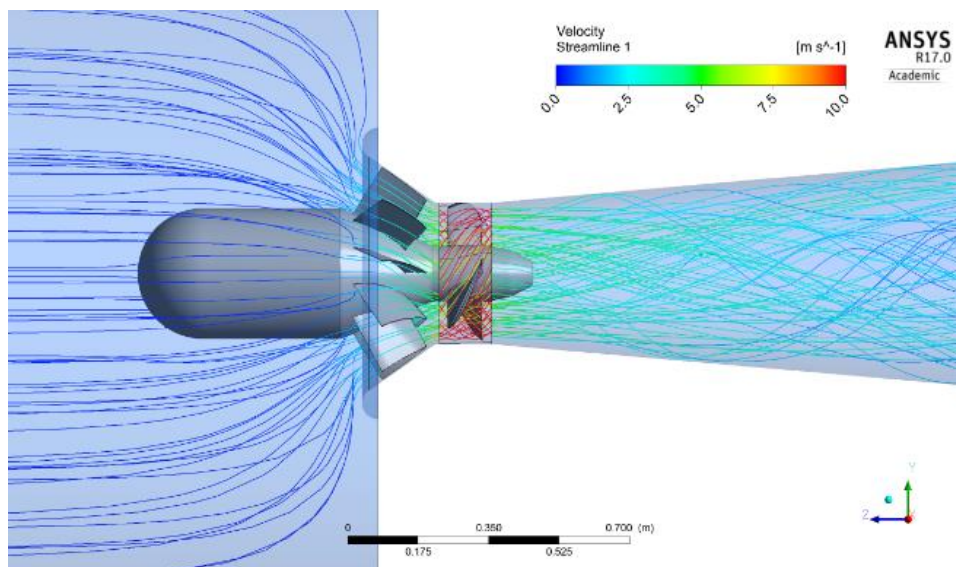 Velocity
Streamline 1
[m s^-1]
0.0 2.5 5.0 7.5 10.0
ANSYS
R17.0
Academic
0 0.350 0.700 (m)
0.175 0.525
Y
Z